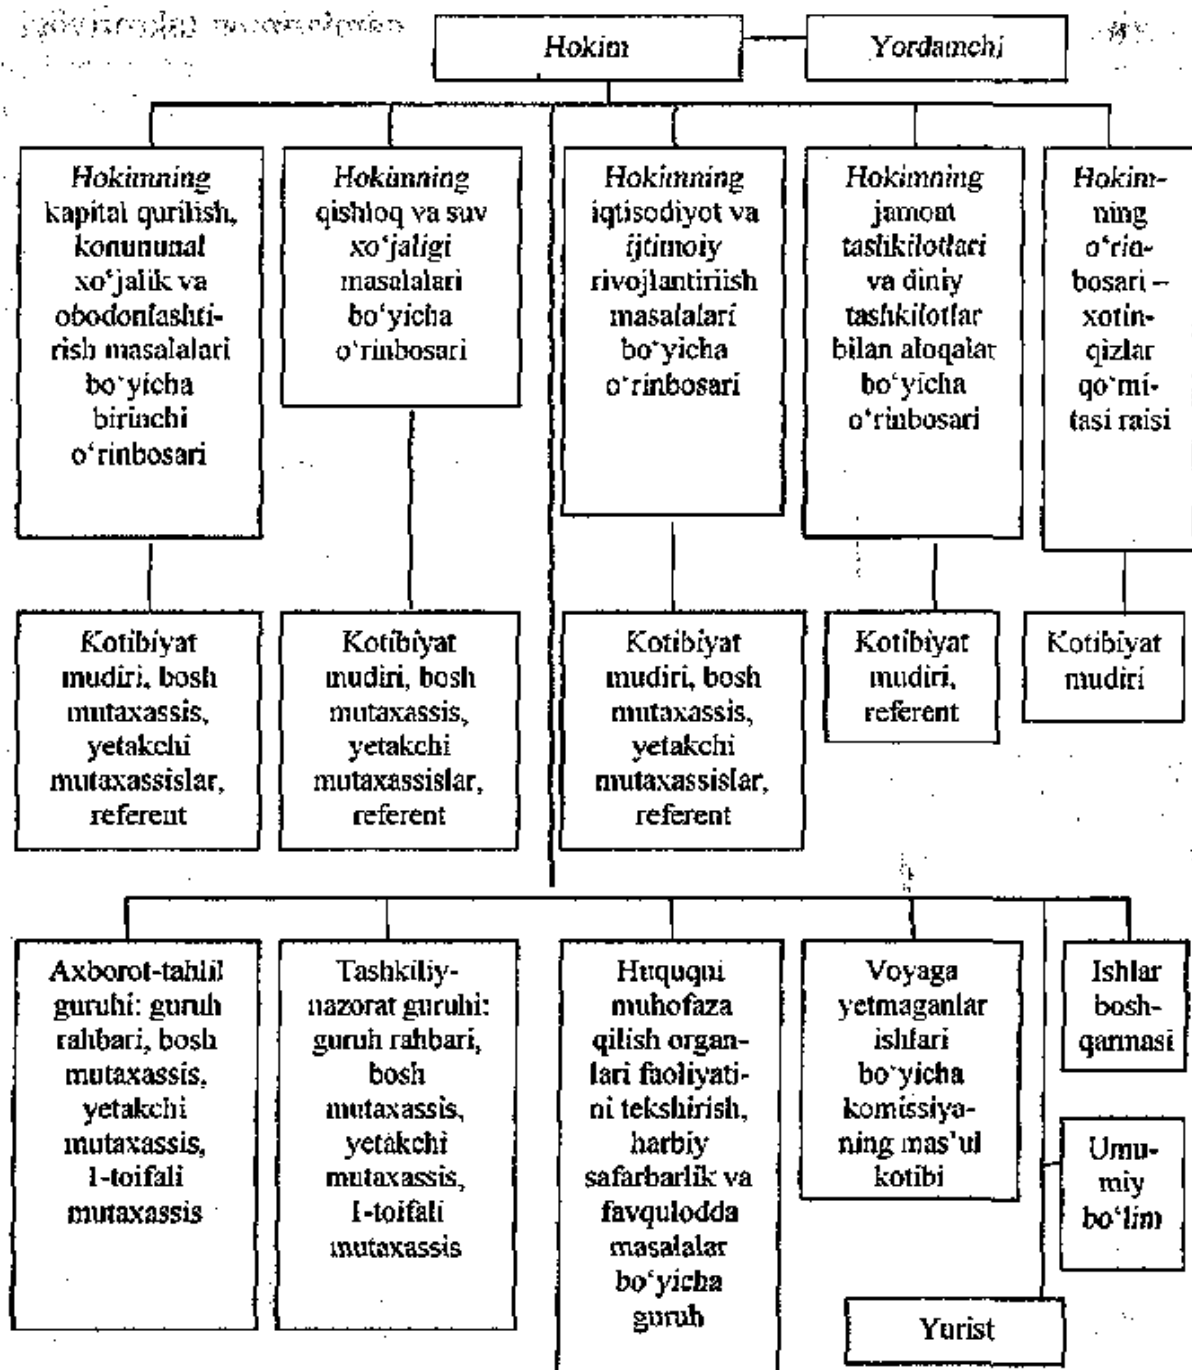 Hokim
Yordamchi
Hokimning
kapital qurilish,
konununal
xo‘jalik va
obodonlashti-
rish masalalari
bo‘yicha
birinchi
o‘rinbosari
Hokimning
qishloq va suv
xo‘jaligi
masalalari
bo‘yicha
o‘rinbosari
Hokimning
iqtisodiyot va
ijtimoiy
rivojlantiriish
masalalari
bo‘yicha
o‘rinbosari
Hokimning
jamoat
tashkilotlari
va diniy
tashkilotlar
bilan aloqalar
bo‘yicha
o‘rinbosari
Hokim-
ning
o‘rin-
bosari –
xotin-
qizlar
qo‘mi-
tasi raisi
Kotibiyat
mudiri, bosh
mutaxassis,
yetakchi
mutaxassislar,
referent
Kotibiyat
mudiri, bosh
mutaxassis,
yetakchi
mutaxassislar,
referent
Kotibiyat
mudiri, bosh
mutaxassis,
yetakchi
mutaxassislar,
referent
Kotibiyat
mudiri,
referent
Kotibiyat
mudiri
Axborot-tahlil
guruhi: guruh
rahbari, bosh
mutaxassis,
yetakchi
mutaxassis,
1-toifali
mutaxassis
Tashkiliy-
nazorat guruhi:
guruh rahbari,
bosh
mutaxassis,
yetakchi
mutaxassis,
1-toifali
mutaxassis
Huquqni
muhofaza
qilish organ-
lari faoliyati-
ni tekshirish,
harbiy
safarbarlik va
favqulodda
masalalar
bo‘yicha
guruh
Voyaga
yetmaganlar
ishlari
bo‘yicha
komissiya-
ning mas’ul
kotibi
Ishlar
bosh-
qarmasi
Umu-
miy
bo‘lim
Yurist